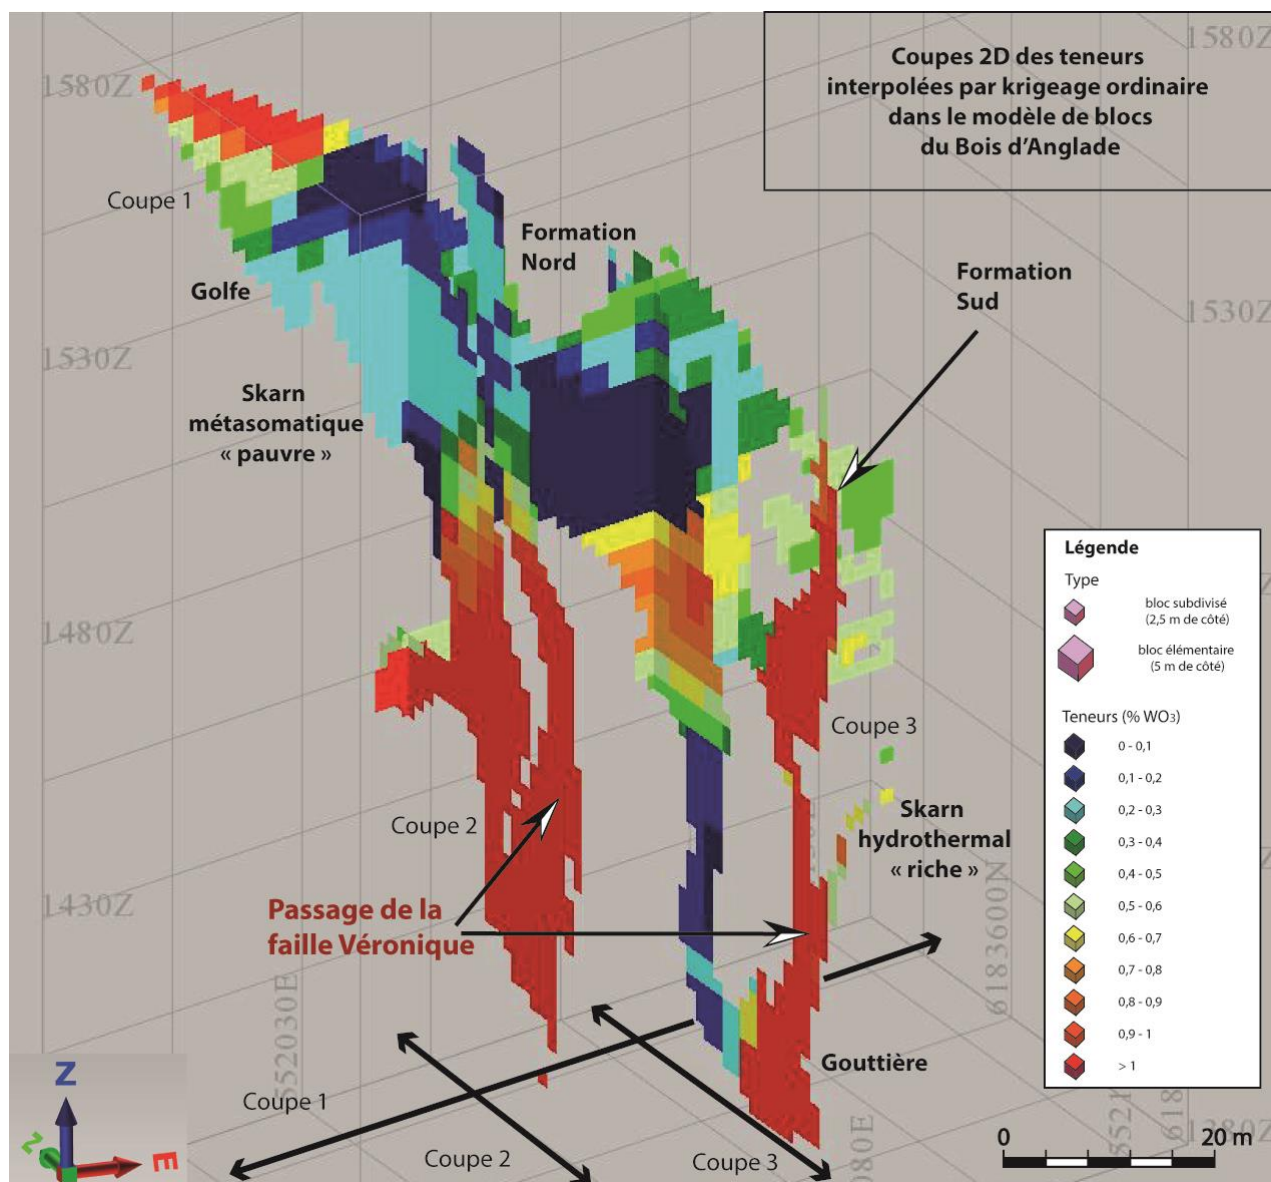 Coupes 2D des teneurs
interpolées par krigeage ordinaire
dans le modèle de blocs
du Bois d'Anglade
1580Z
1580Z
Coupe 1
Formation
Nord
Formation
Sud
Golfe
1530Z
1530Z
Skarn
métasomatique
« pauvre »
1480Z
Légende
Type
bloc subdivisé
(2,5 m de côté)
bloc élémentaire
(5 m de côté)
Teneurs (% WO3)
0 - 0,1
0,1 - 0,2
0,2 - 0,3
0,3 - 0,4
0,4 - 0,5
0,5 - 0,6
0,6 - 0,7
0,7 - 0,8
0,8 - 0,9
0,9 - 1
> 1
Coupe 3
Coupe 2
Skarn
hydrothermal
« riche »
1430Z
Passage de la
faille Véronique
552030E
6183600N
Gouttière
Z
N
E
Coupe 1
Coupe 2
Coupe 3
080E
5521
618
1380Z
0 20 m